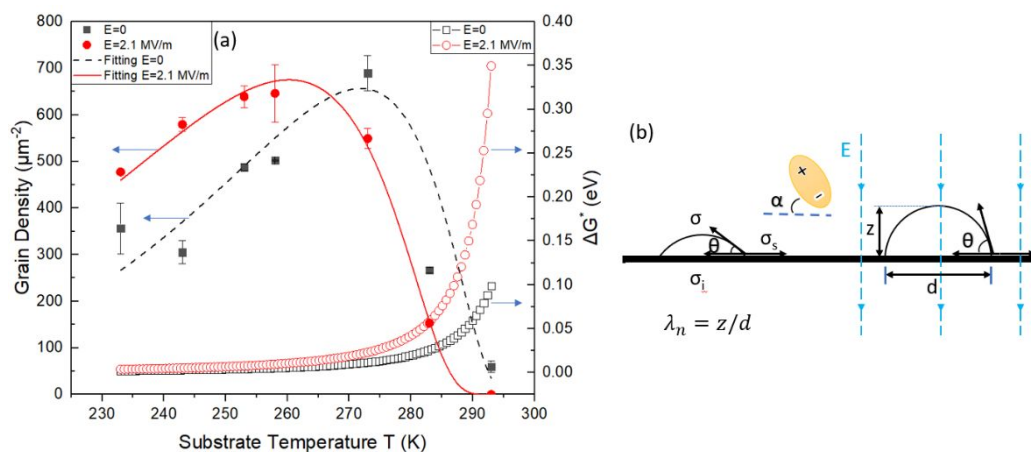 (a)
E=0
E=2.1 MV/m
Fitting E=0
Fitting E=2.1 MV/m
E=0
E=2.1 MV/m
800
700
600
500
400
300
200
100
0
Grain Density (µm⁻²)
0.40
0.35
0.30
0.25
0.20
0.15
0.10
0.05
0.00
ΔG* (eV)
230 240 250 260 270 280 290 300
Substrate Temperature T (K)
(b)
E
+
−
α
σ
θ
σs
σi
z
θ
d
λn = z/d